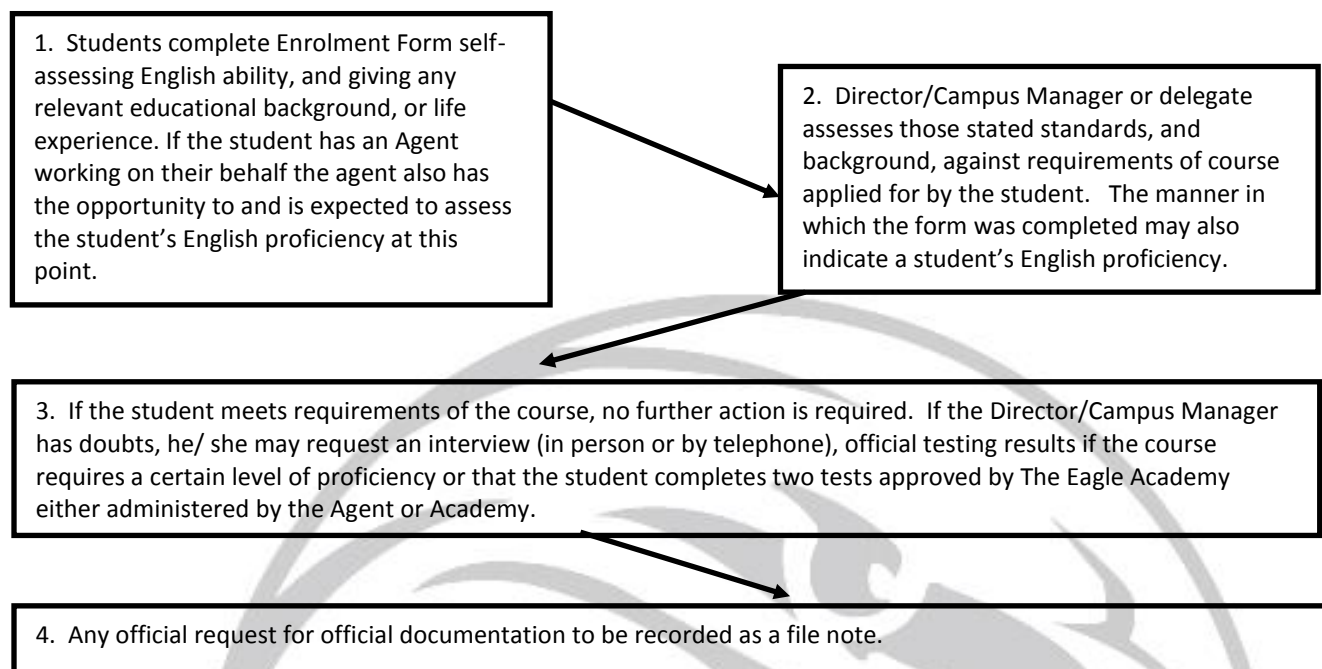 1. Students complete Enrolment Form self-
assessing English ability, and giving any
relevant educational background, or life
experience. If the student has an Agent
working on their behalf the agent also has
the opportunity to and is expected to assess
the student's English proficiency at this
point.
2. Director/Campus Manager or delegate
assesses those stated standards, and
background, against requirements of course
applied for by the student. The manner in
which the form was completed may also
indicate a student's English proficiency.
3. If the student meets requirements of the course, no further action is required. If the Director/Campus Manager
has doubts, he/ she may request an interview (in person or by telephone), official testing results if the course
requires a certain level of proficiency or that the student completes two tests approved by The Eagle Academy
either administered by the Agent or Academy.
4. Any official request for official documentation to be recorded as a file note.